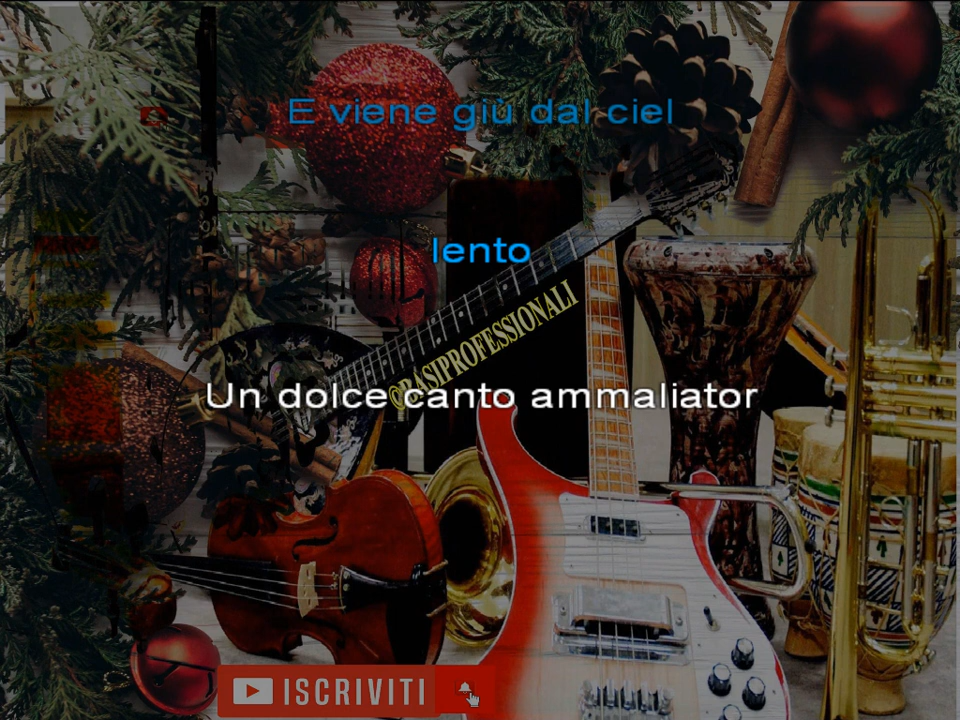 E viene giù dal ciel
lento
©BASIPROFESSIONALI
Un dolce canto ammaliator
ISCRIVITI